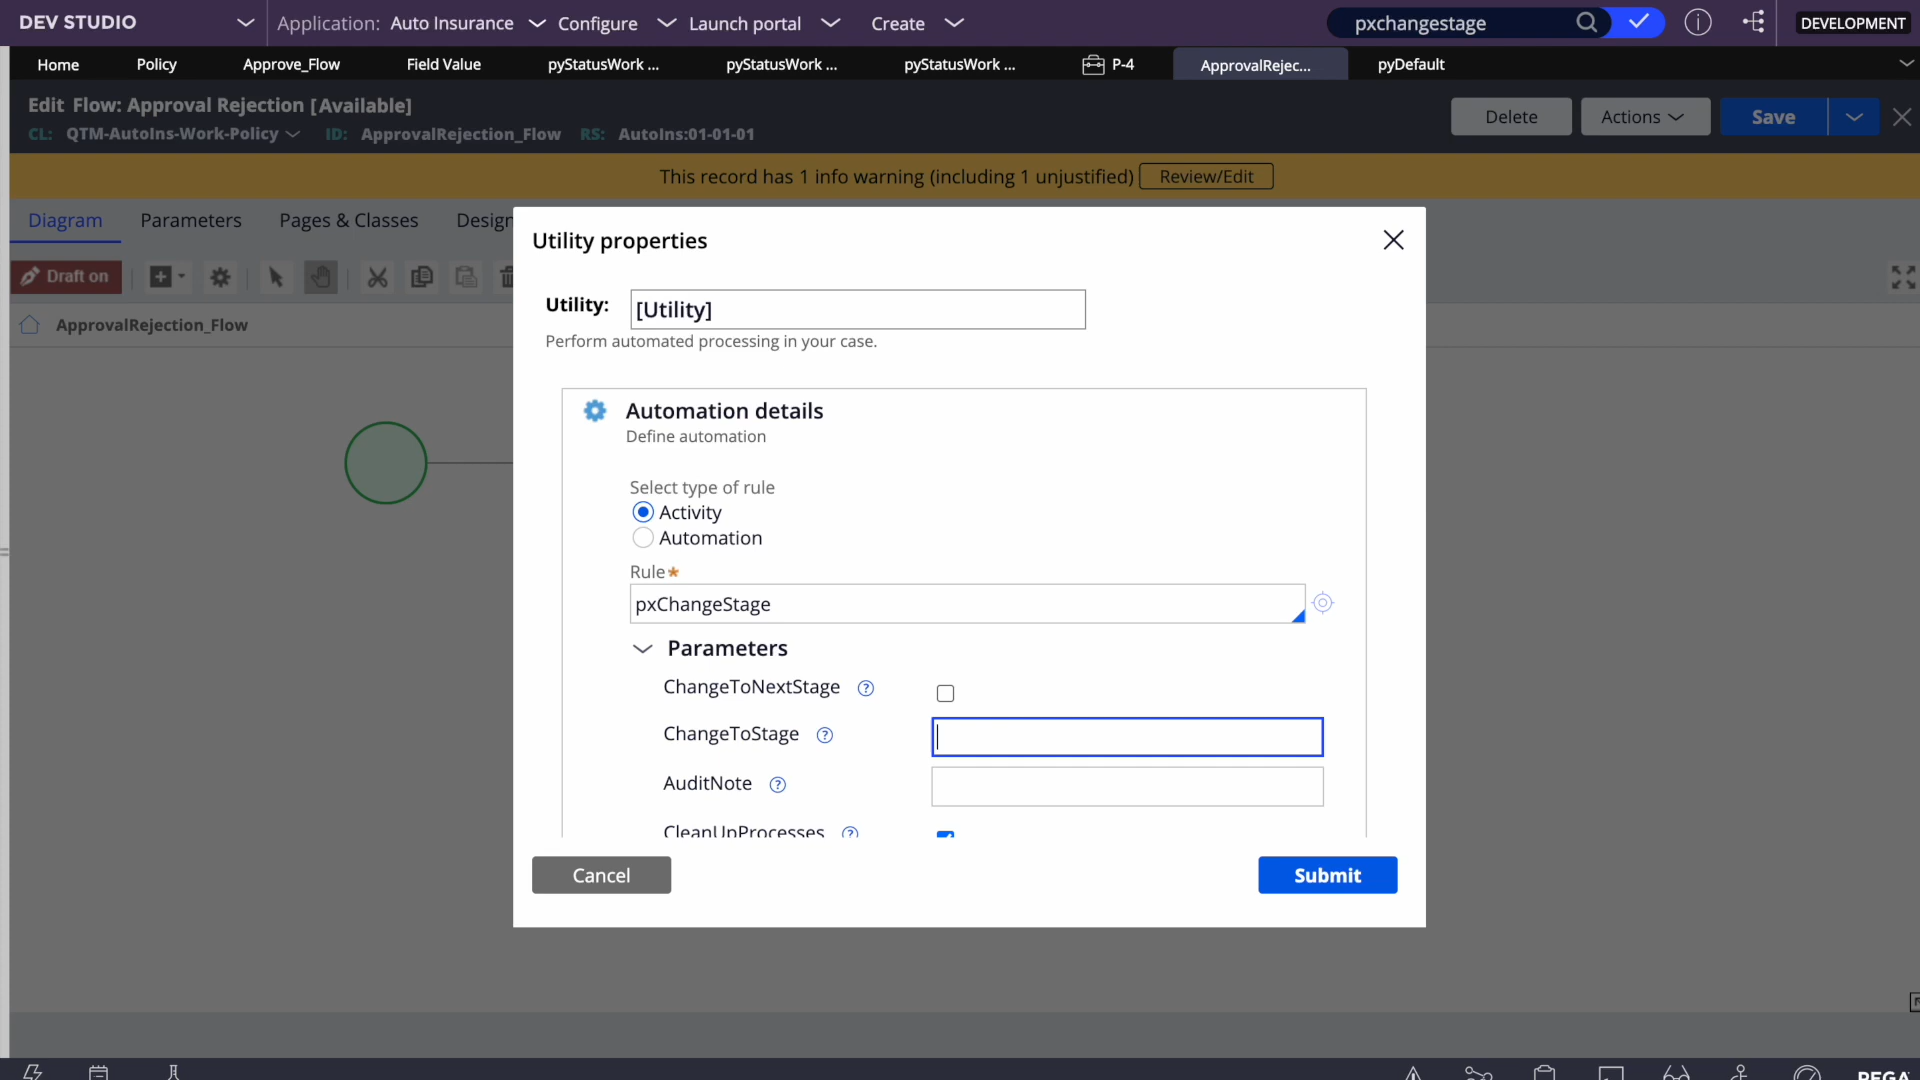 DEV STUDIO Application: Auto Insurance Configure Launch portal Create pxchangestage DEVELOPMENT
Home Policy Approve_Flow Field Value pyStatusWork ... pyStatusWork ... pyStatusWork ... P-4 ApprovalRejec... pyDefault
Edit Flow: Approval Rejection [Available]
CL: QTM-AutoIns-Work-Policy ID: ApprovalRejection_Flow RS: AutoIns:01-01-01
Delete Actions Save
This record has 1 info warning (including 1 unjustified) Review/Edit
Diagram Parameters Pages & Classes Design
Draft on
ApprovalRejection_Flow
Utility properties
Utility: [Utility]
Perform automated processing in your case.
Automation details
Define automation
Select type of rule
Activity
Automation
Rule*
pxChangeStage
Parameters
ChangeToNextStage ?
ChangeToStage ?
AuditNote ?
CleanUpProcesses ?
Cancel Submit
PEGA